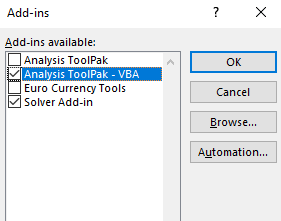 Add-ins
Add-ins available:
Analysis ToolPak
Analysis ToolPak - VBA
Euro Currency Tools
Solver Add-in
OK
Cancel
Browse...
Automation...